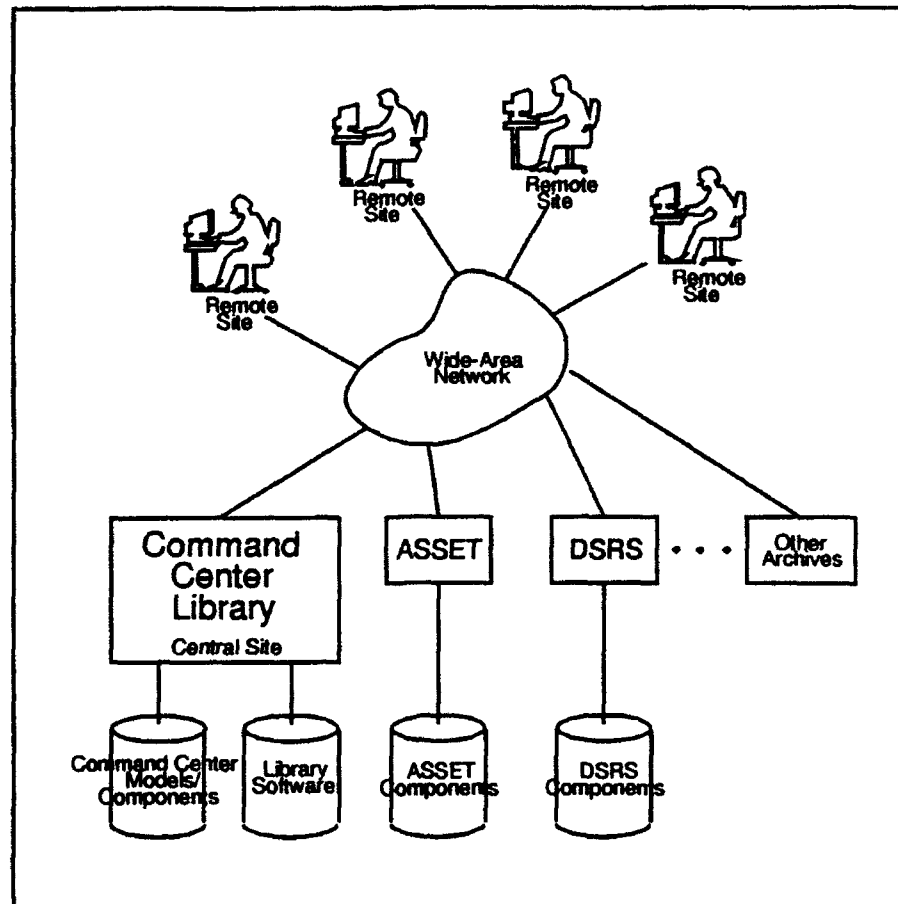 Remote
Site
Remote
Site
Remote
Site
Remote
Site
Wide-Area
Network
Command
Center
Library
Central Site
ASSET
DSRS
• • •
Other
Archives
Command Center
Models/
Components
Library
Software
ASSET
Components
DSRS
Components